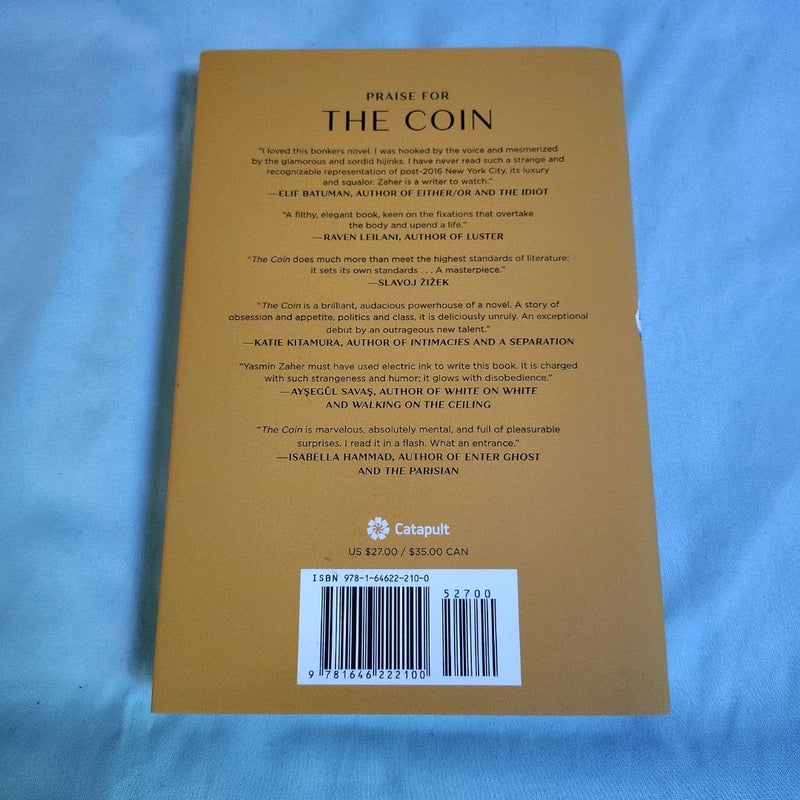 PRAISE FOR
THE COIN
"I loved this bonkers novel. I was hooked by the voice and mesmerized
by the glamorous and sordid hijinks. I have never read such a strange and
recognizable representation of post-2016 New York City, its luxury
and squalor. Zaher is a writer to watch."
—ELIF BATUMAN, AUTHOR OF EITHER/OR AND THE IDIOT
"A filthy, elegant book, keen on the fixations that overtake
the body and upend a life."
—RAVEN LEILANI, AUTHOR OF LUSTER
"The Coin does much more than meet the highest standards of literature:
it sets its own standards . . . A masterpiece."
—SLAVOJ ŽIŽEK
"The Coin is a brilliant, audacious powerhouse of a novel. A story of
obsession and appetite, politics and class, it is deliciously unruly. An exceptional
debut by an outrageous new talent."
—KATIE KITAMURA, AUTHOR OF INTIMACIES AND A SEPARATION
"Yasmin Zaher must have used electric ink to write this book. It is charged
with such strangeness and humor; it glows with disobedience."
—AYŞEGÜL SAVAŞ, AUTHOR OF WHITE ON WHITE
AND WALKING ON THE CEILING
"The Coin is marvelous, absolutely mental, and full of pleasurable
surprises. I read it in a flash. What an entrance."
—ISABELLA HAMMAD, AUTHOR OF ENTER GHOST
AND THE PARISIAN
Catapult
US $27.00 / $35.00 CAN
ISBN 978-1-64622-210-0
52700
9 781646 222100